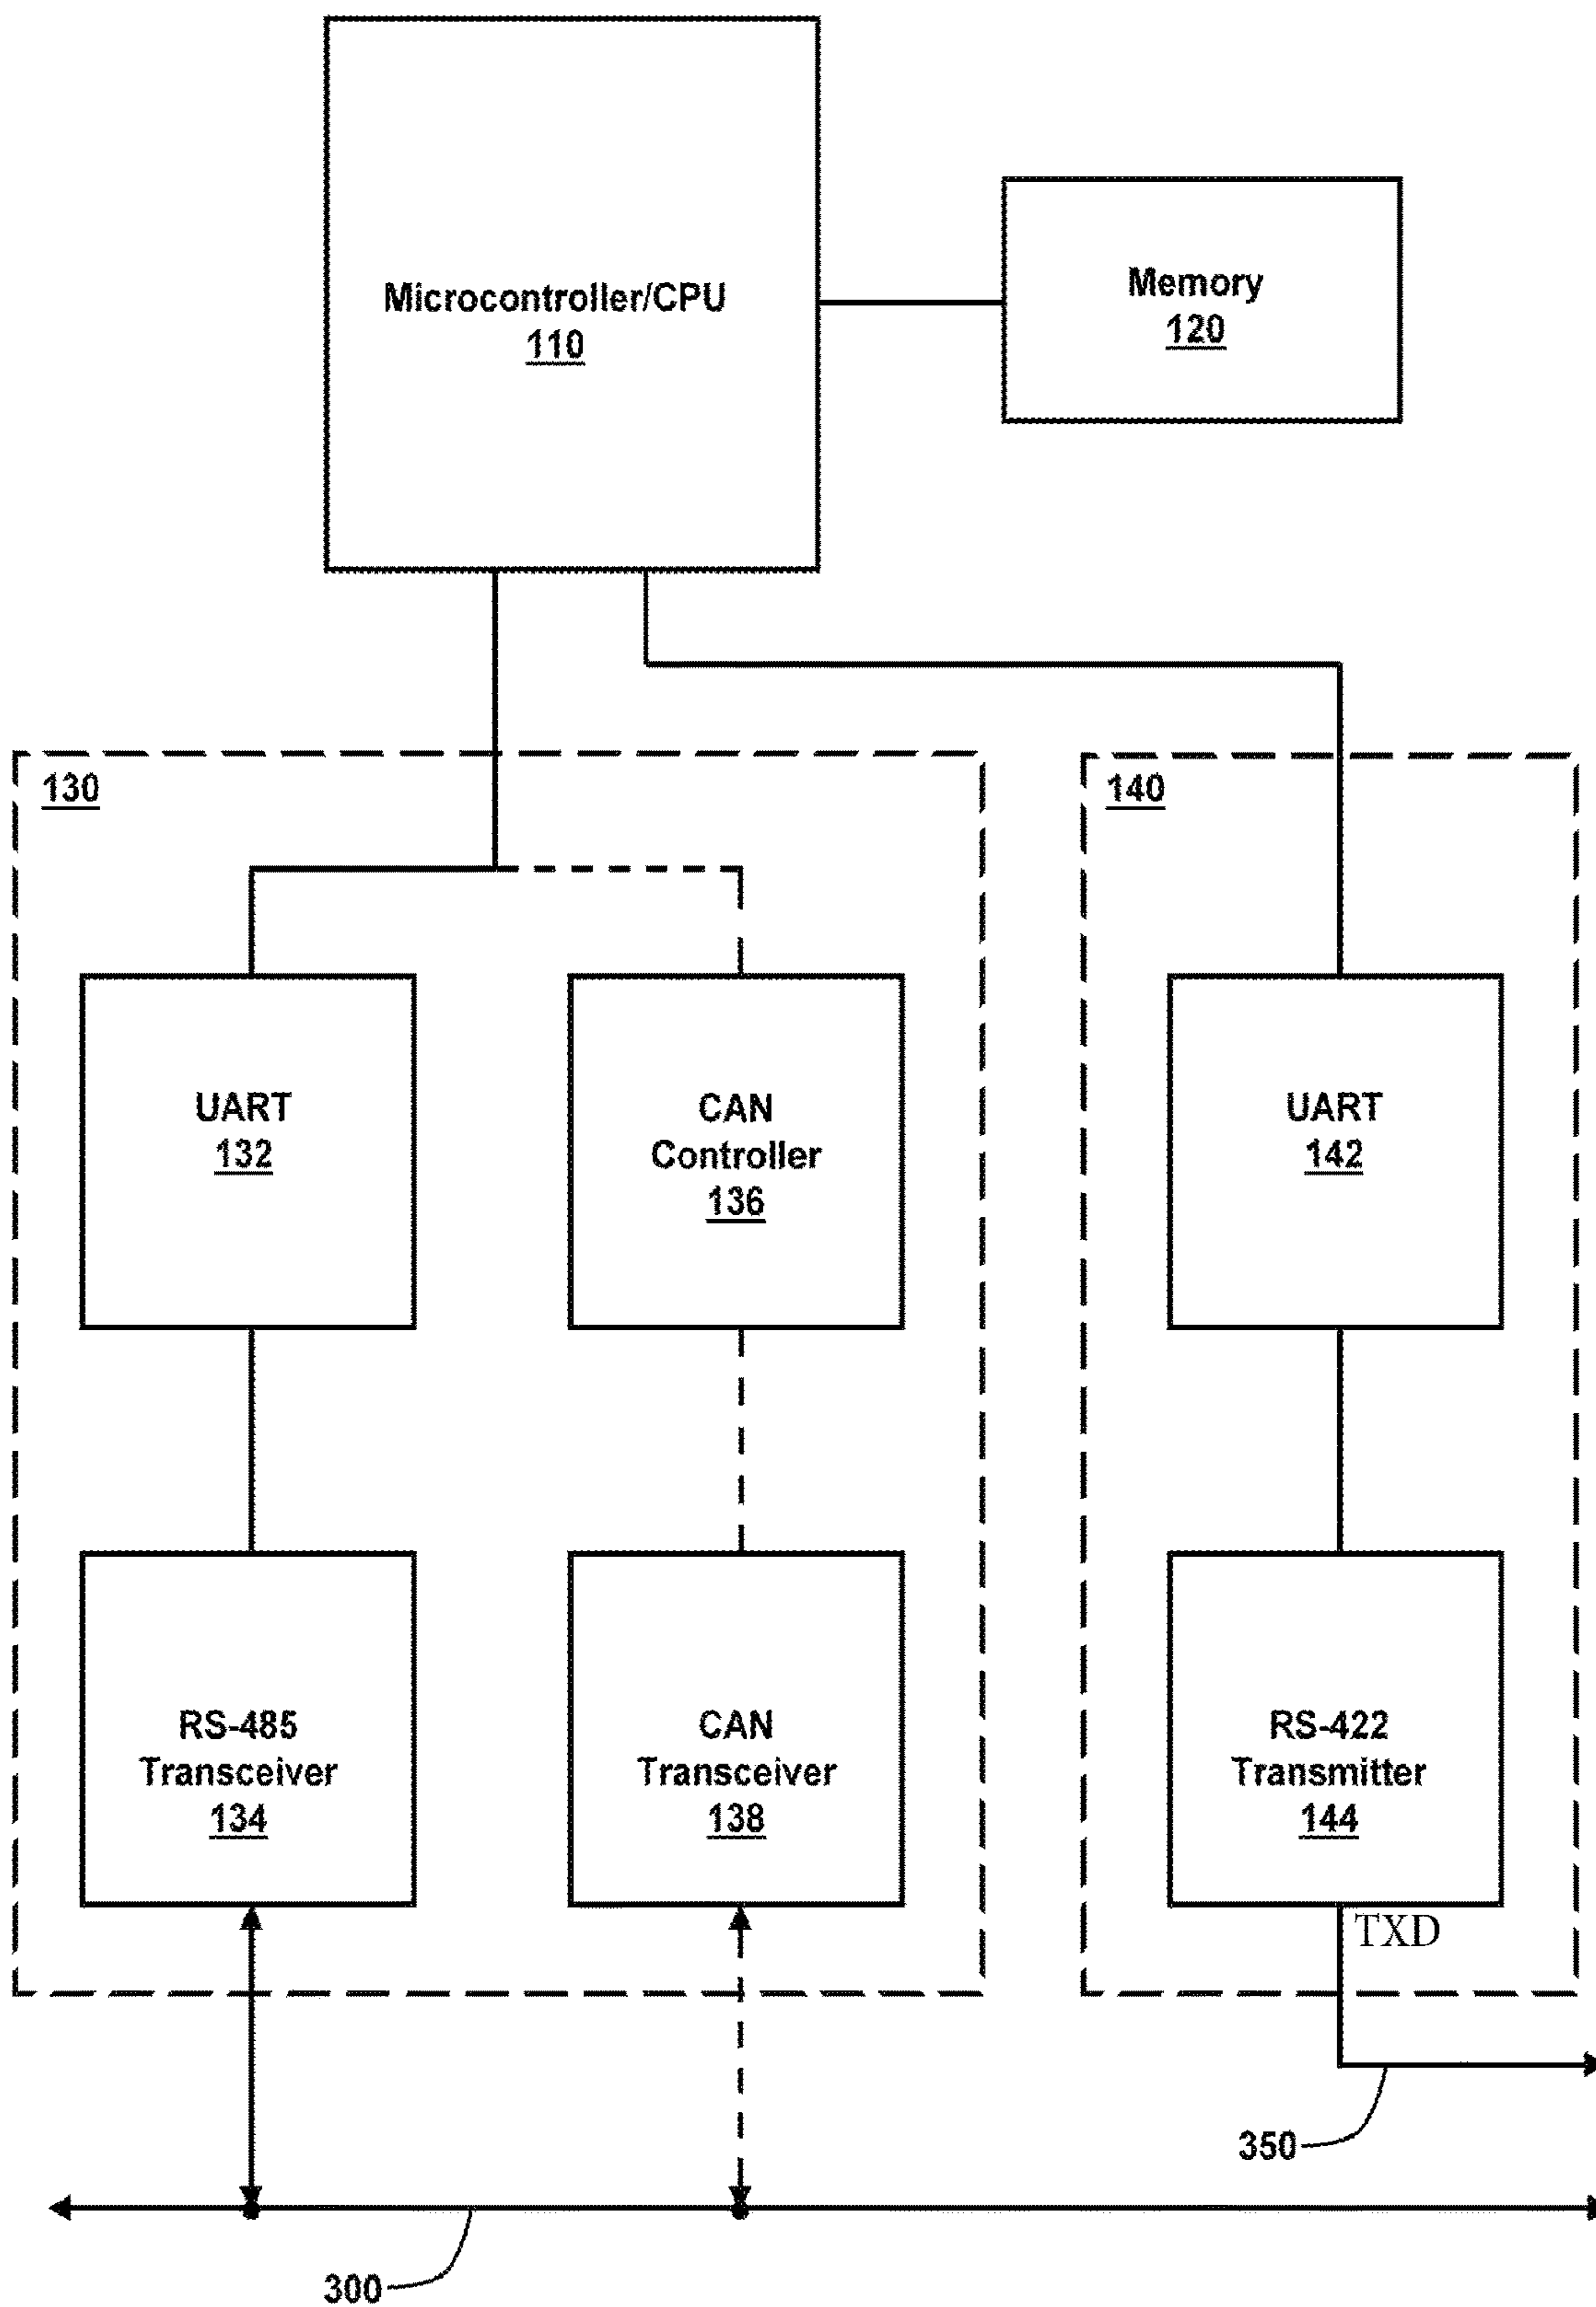 Microcontroller/CPU
110
Memory
120
130
140
UART
132
CAN
Controller
136
UART
142
RS-485
Transceiver
134
CAN
Transceiver
138
RS-422
Transmitter
144
TXD
350
300